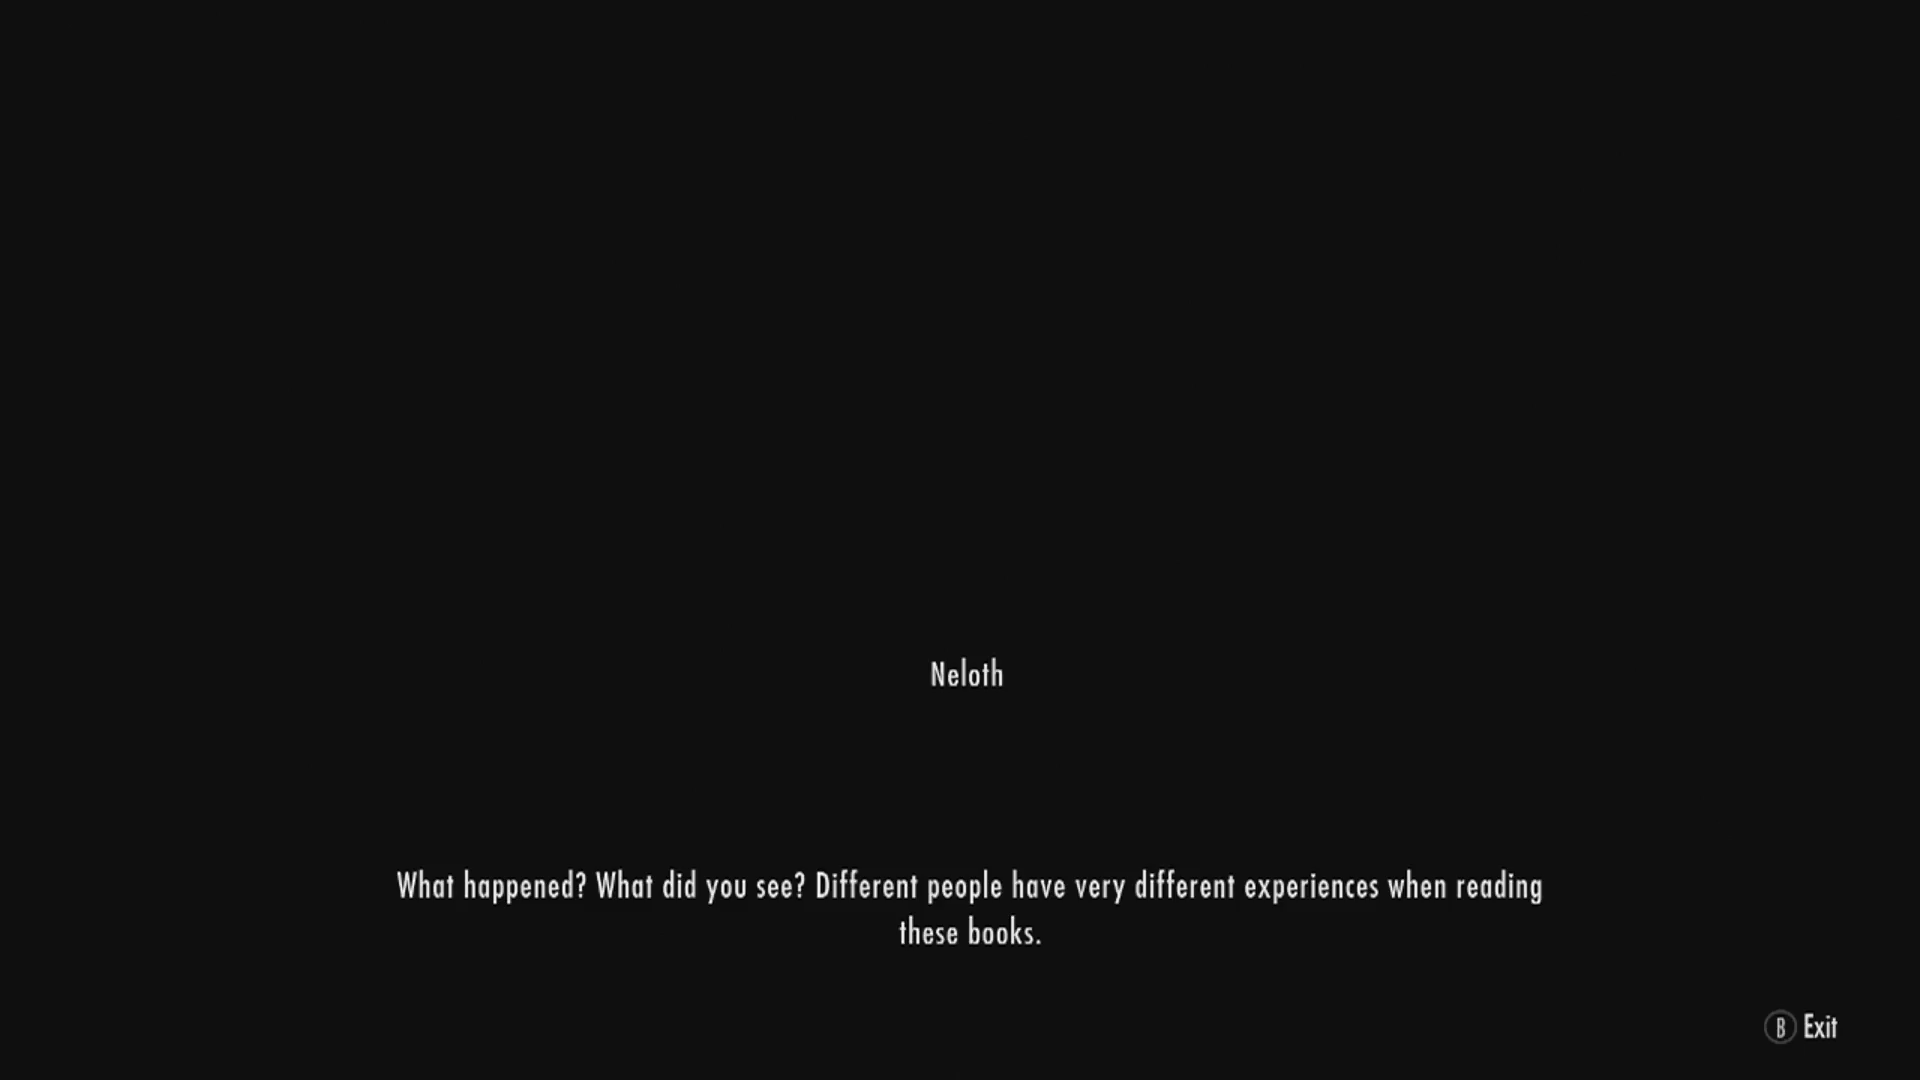 Neloth
What happened? What did you see? Different people have very different experiences when reading
these books.
B Exit